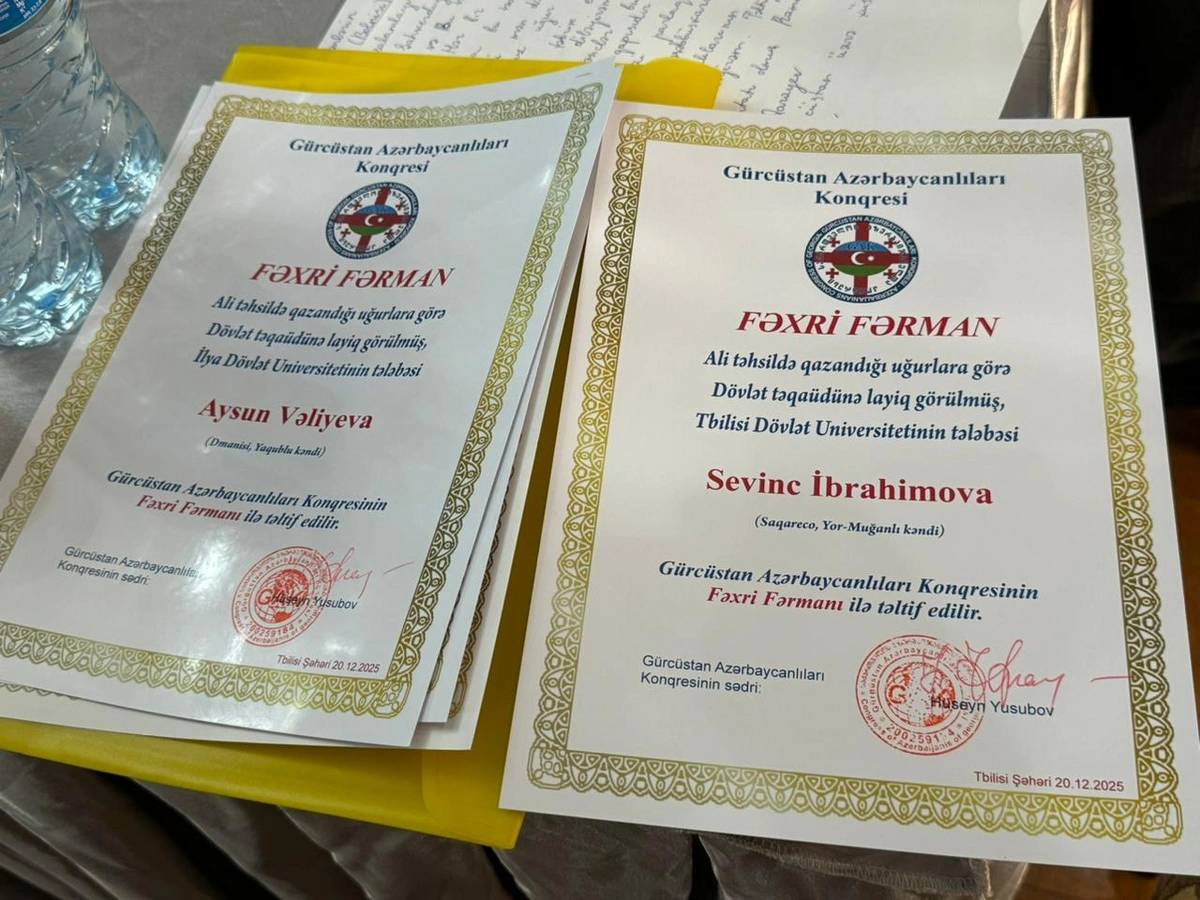 Gürcüstan Azərbaycanlıları
Konqresi
FƏXRİ FƏRMAN
Ali təhsildə qazandığı uğurlara görə
Dövlət təqaüdünə layiq görülmüş,
İlya Dövlət Universitetinin tələbəsi
Aysun Vəliyeva
(Dmanisi, Yaqublu kəndi)
Gürcüstan Azərbaycanlıları Konqresinin
Fəxri Fərmanı ilə təltif edilir.
Gürcüstan Azərbaycanlıları
Konqresinin sədri:
Hüseyn Yusubov
Tbilisi Şəhəri 20.12.2025
Gürcüstan Azərbaycanlıları
Konqresi
GAK
FƏXRİ FƏRMAN
Ali təhsildə qazandığı uğurlara görə
Dövlət təqaüdünə layiq görülmüş,
Tbilisi Dövlət Universitetinin tələbəsi
Sevinc İbrahimova
(Saqareco, Yor-Muğanlı kəndi)
Gürcüstan Azərbaycanlıları Konqresinin
Fəxri Fərmanı ilə təltif edilir.
Gürcüstan Azərbaycanlıları
Konqresinin sədri:
Hüseyn Yusubov
Tbilisi Şəhəri 20.12.2025